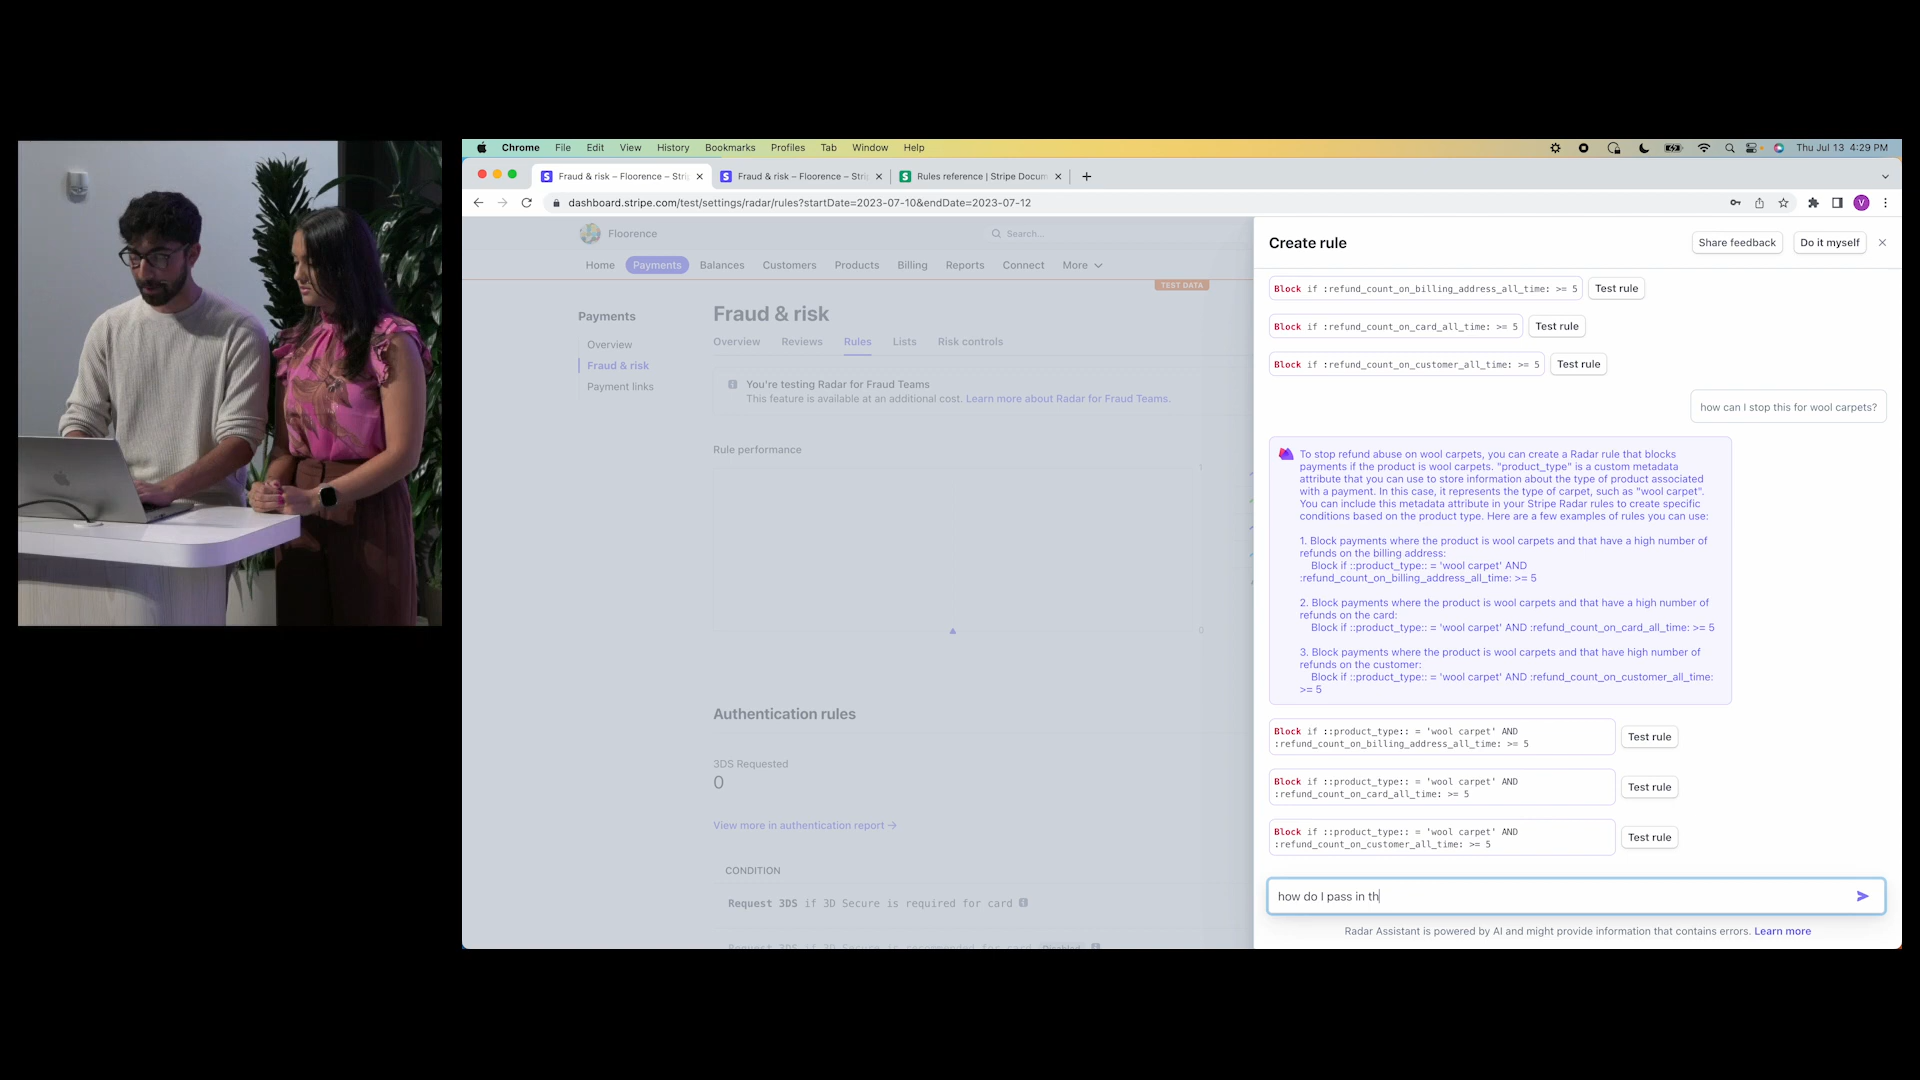 Chrome File Edit View History Bookmarks Profiles Tab Window Help
Thu Jul 13 4:29 PM
Fraud & risk – Floorence – Stri
Fraud & risk – Floorence – Stri
Rules reference | Stripe Docum
dashboard.stripe.com/test/settings/radar/rules?startDate=2023-07-10&endDate=2023-07-12
V
Floorence
Search...
Home Payments Balances Customers Products Billing Reports Connect More
TEST DATA
Payments
Overview
Fraud & risk
Payment links
Fraud & risk
Overview Reviews Rules Lists Risk controls
You're testing Radar for Fraud Teams
This feature is available at an additional cost. Learn more about Radar for Fraud Teams.
Rule performance
1
0
Authentication rules
3DS Requested
0
View more in authentication report →
CONDITION
Request 3DS if 3D Secure is required for card
Request 3DS if 3D Secure is recommended for card Disabled
Create rule
Share feedback
Do it myself
Block if :refund_count_on_billing_address_all_time: >= 5
Test rule
Block if :refund_count_on_card_all_time: >= 5
Test rule
Block if :refund_count_on_customer_all_time: >= 5
Test rule
how can I stop this for wool carpets?
To stop refund abuse on wool carpets, you can create a Radar rule that blocks
payments if the product is wool carpets. "product_type" is a custom metadata
attribute that you can use to store information about the type of product associated
with a payment. In this case, it represents the type of carpet, such as "wool carpet".
You can include this metadata attribute in your Stripe Radar rules to create specific
conditions based on the product type. Here are a few examples of rules you can use:
1. Block payments where the product is wool carpets and that have a high number of
refunds on the billing address:
Block if ::product_type:: = 'wool carpet' AND
:refund_count_on_billing_address_all_time: >= 5
2. Block payments where the product is wool carpets and that have a high number of
refunds on the card:
Block if ::product_type:: = 'wool carpet' AND :refund_count_on_card_all_time: >= 5
3. Block payments where the product is wool carpets and that have high number of
refunds on the customer:
Block if ::product_type:: = 'wool carpet' AND :refund_count_on_customer_all_time:
>= 5
Block if ::product_type:: = 'wool carpet' AND
:refund_count_on_billing_address_all_time: >= 5
Test rule
Block if ::product_type:: = 'wool carpet' AND
:refund_count_on_card_all_time: >= 5
Test rule
Block if ::product_type:: = 'wool carpet' AND
:refund_count_on_customer_all_time: >= 5
Test rule
how do I pass in th
Radar Assistant is powered by AI and might provide information that contains errors. Learn more